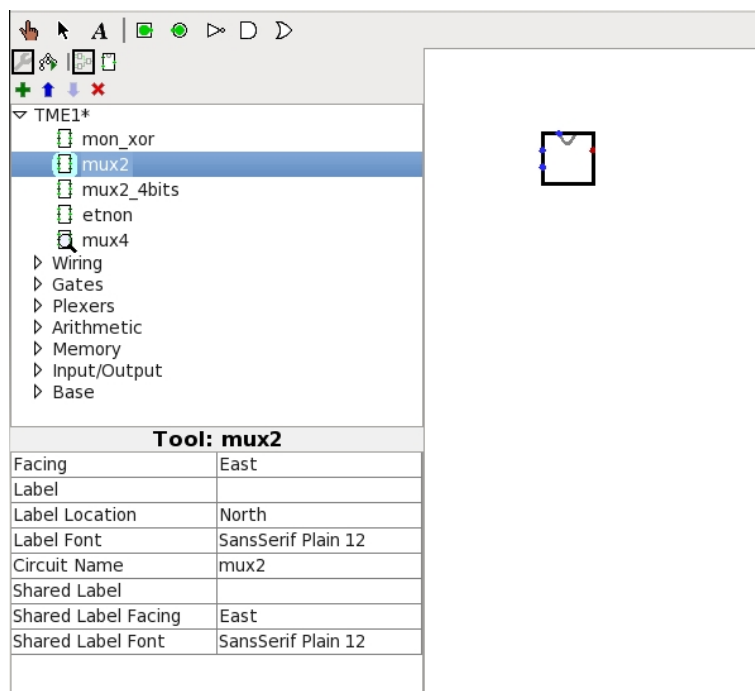 A
TME1*
mon_xor
mux2
mux2_4bits
etnon
mux4
Wiring
Gates
Plexers
Arithmetic
Memory
Input/Output
Base
Tool: mux2
Facing East
Label
Label Location North
Label Font SansSerif Plain 12
Circuit Name mux2
Shared Label
Shared Label Facing East
Shared Label Font SansSerif Plain 12